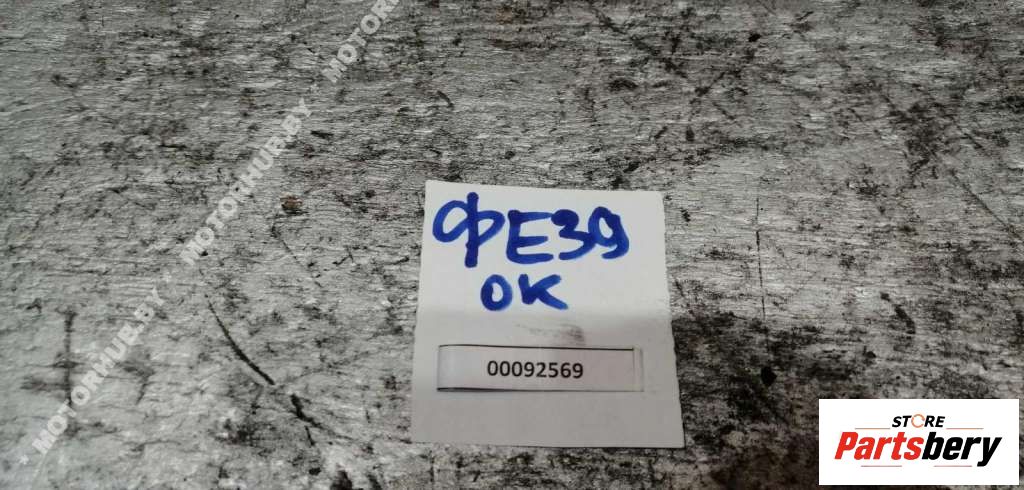 * MOTORHUB.BY * MOTORHUB.BY * MOTORHUB.BY
ФЕ39
ОК
00092569
STORE
Partsbery